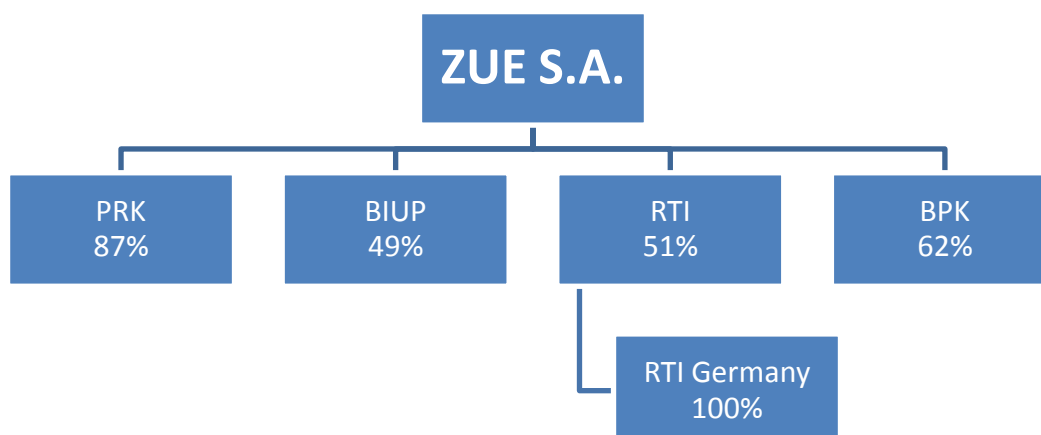 ZUE S.A.
PRK
87%
BIUP
49%
RTI
51%
BPK
62%
RTI Germany
100%